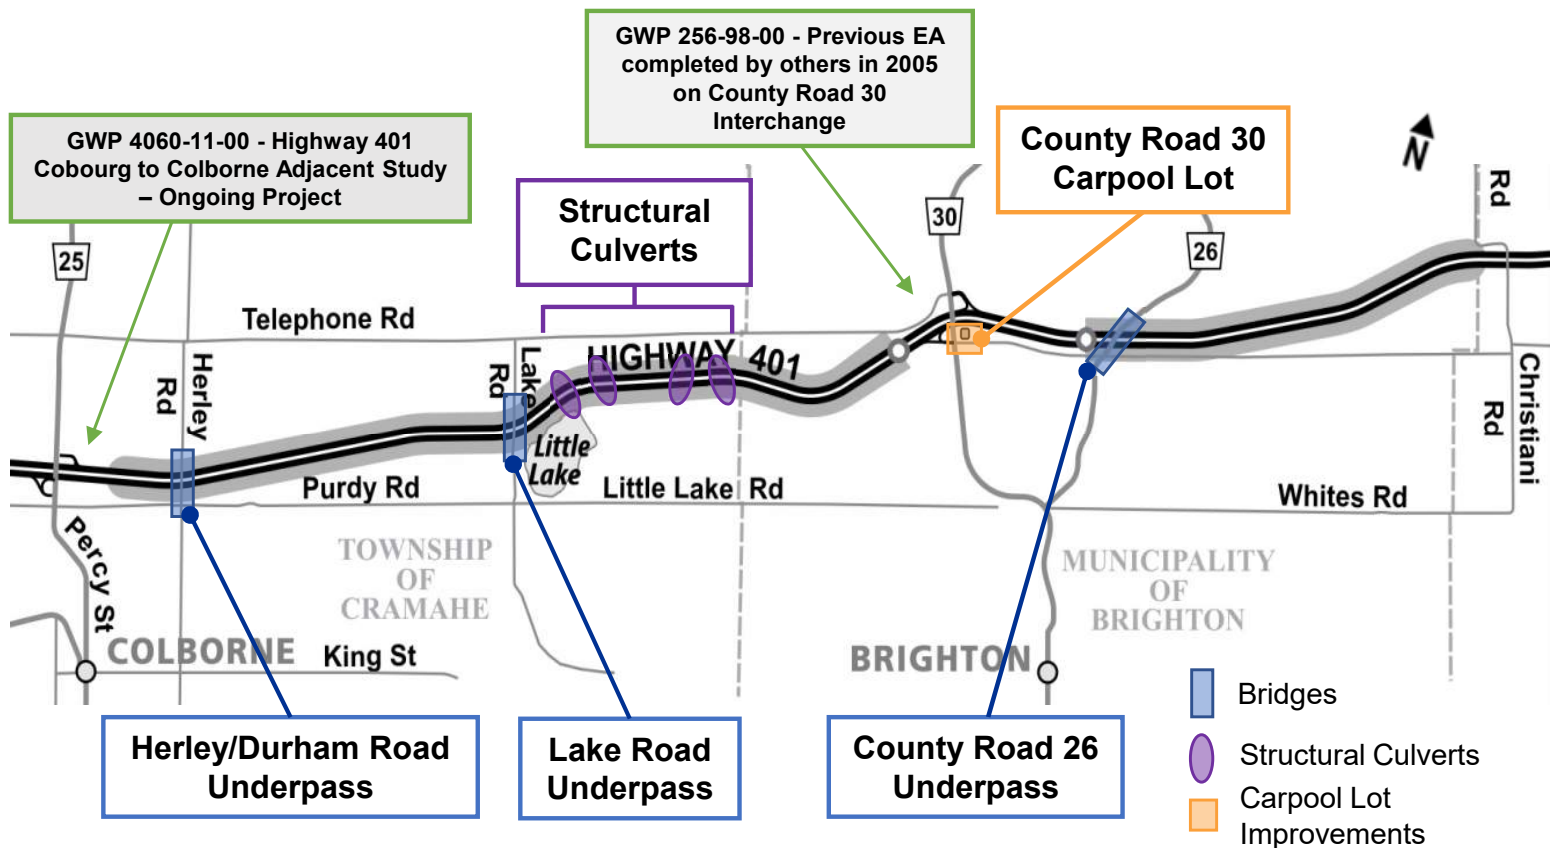 GWP 256-98-00 - Previous EA
completed by others in 2005
on County Road 30
Interchange
GWP 4060-11-00 - Highway 401
Cobourg to Colborne Adjacent Study
– Ongoing Project
Structural
Culverts
County Road 30
Carpool Lot
N
25
30
26
Rd
Telephone Rd
Herley
Rd
Lake
Rd
HIGHWAY 401
Little
Lake
Purdy Rd
Little Lake Rd
Whites Rd
Christiani
Rd
Percy St
TOWNSHIP
OF
CRAMAHE
MUNICIPALITY
OF
BRIGHTON
COLBORNE
King St
BRIGHTON
Herley/Durham Road
Underpass
Lake Road
Underpass
County Road 26
Underpass
Bridges
Structural Culverts
Carpool Lot
Improvements